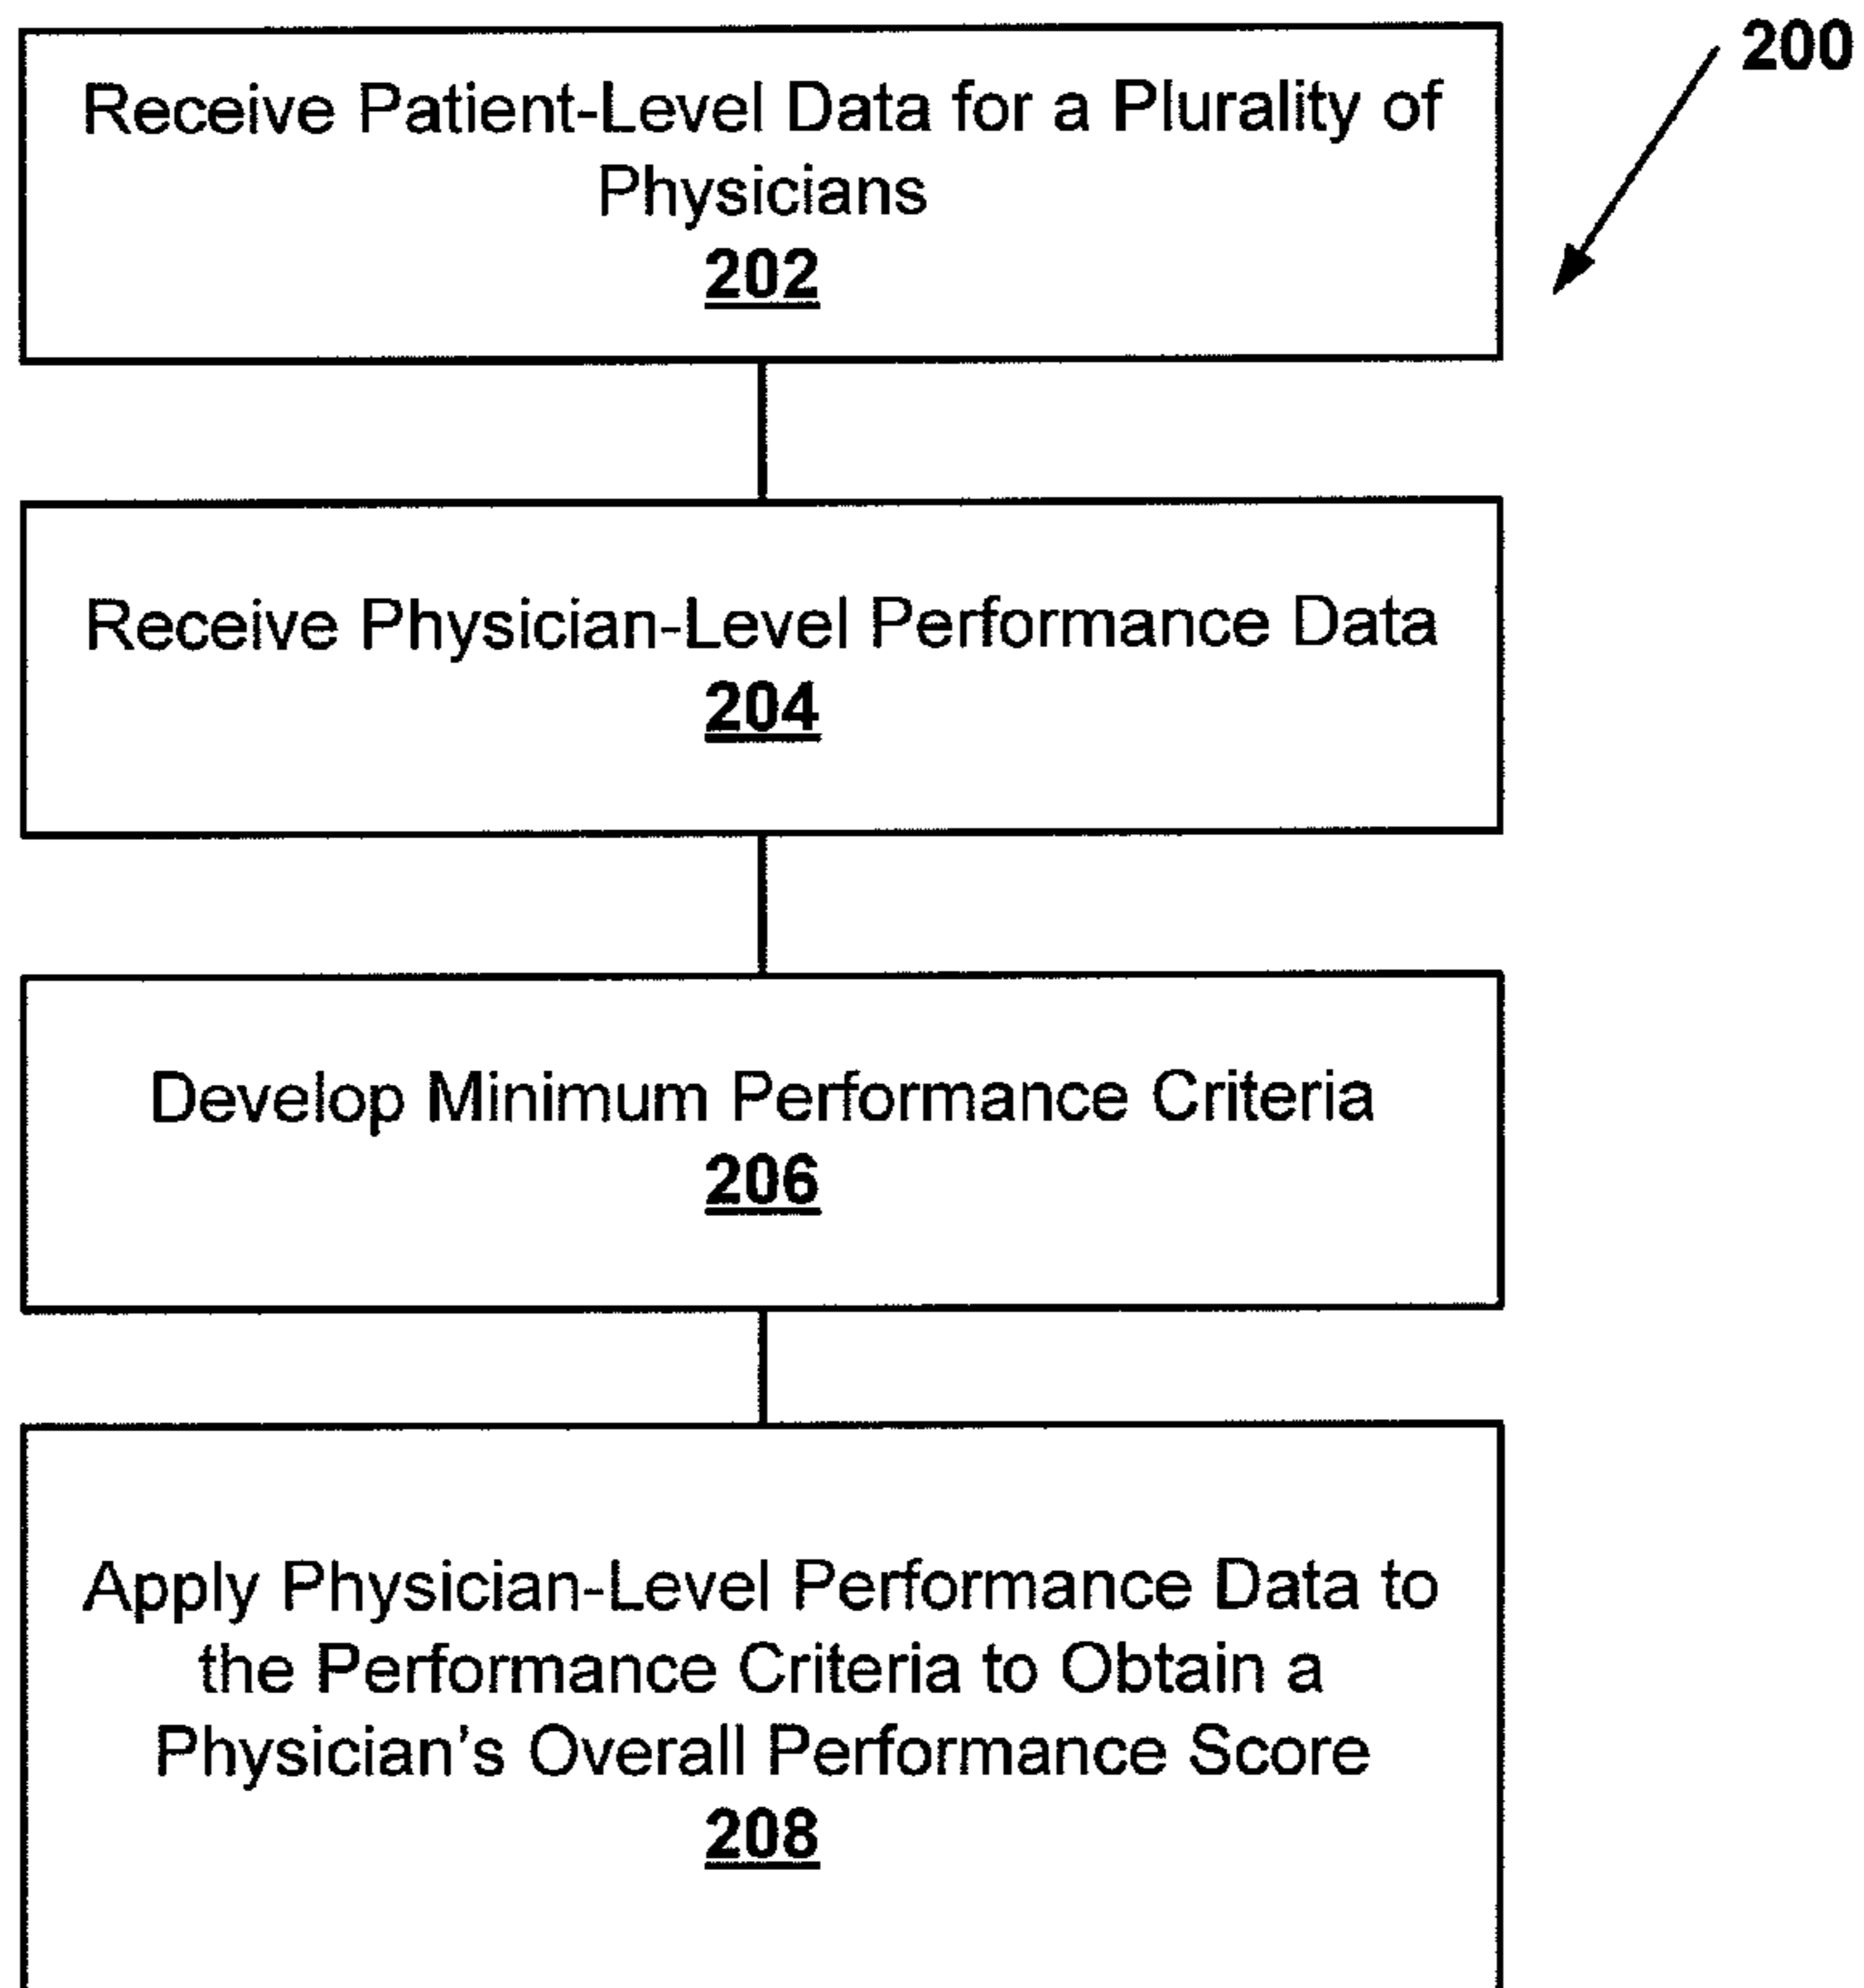 200
Receive Patient-Level Data for a Plurality of
Physicians
202
Receive Physician-Level Performance Data
204
Develop Minimum Performance Criteria
206
Apply Physician-Level Performance Data to
the Performance Criteria to Obtain a
Physician's Overall Performance Score
208